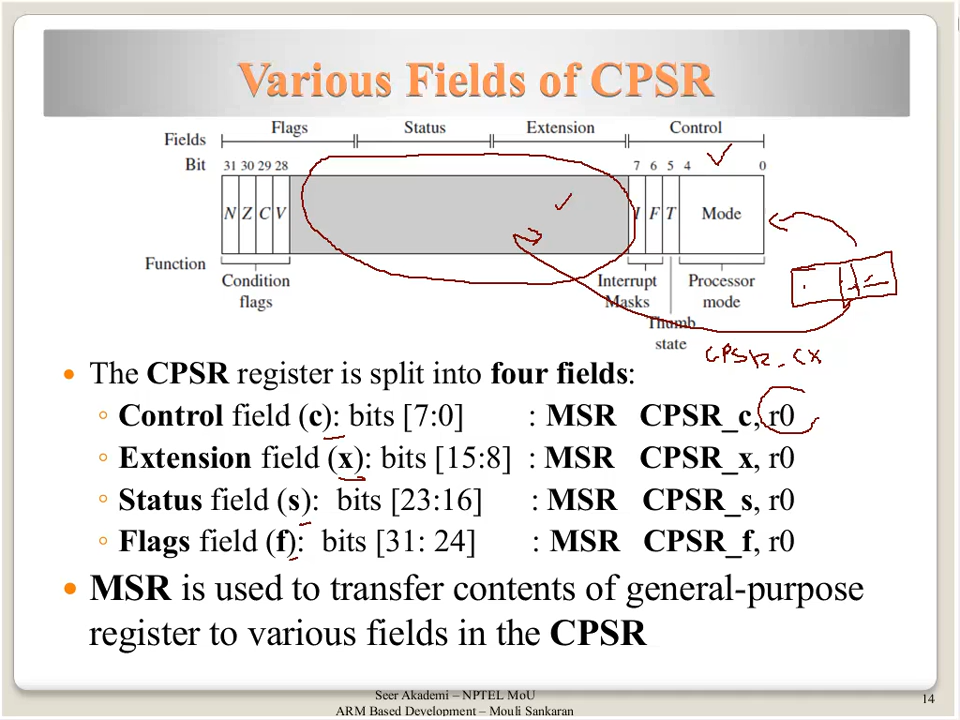 Various Fields of CPSR
Fields Flags Status Extension Control
Bit 31 30 29 28 7 6 5 4 0
N Z C V I F T Mode
Function
Condition flags
Interrupt Masks
Thumb state
Processor mode
CPSR_CX
• The CPSR register is split into four fields:
◦ Control field (c): bits [7:0] : MSR CPSR_c, r0
◦ Extension field (x): bits [15:8] : MSR CPSR_x, r0
◦ Status field (s): bits [23:16] : MSR CPSR_s, r0
◦ Flags field (f): bits [31: 24] : MSR CPSR_f, r0
• MSR is used to transfer contents of general-purpose
register to various fields in the CPSR
Seer Akademi – NPTEL MoU
ARM Based Development – Mouli Sankaran
14